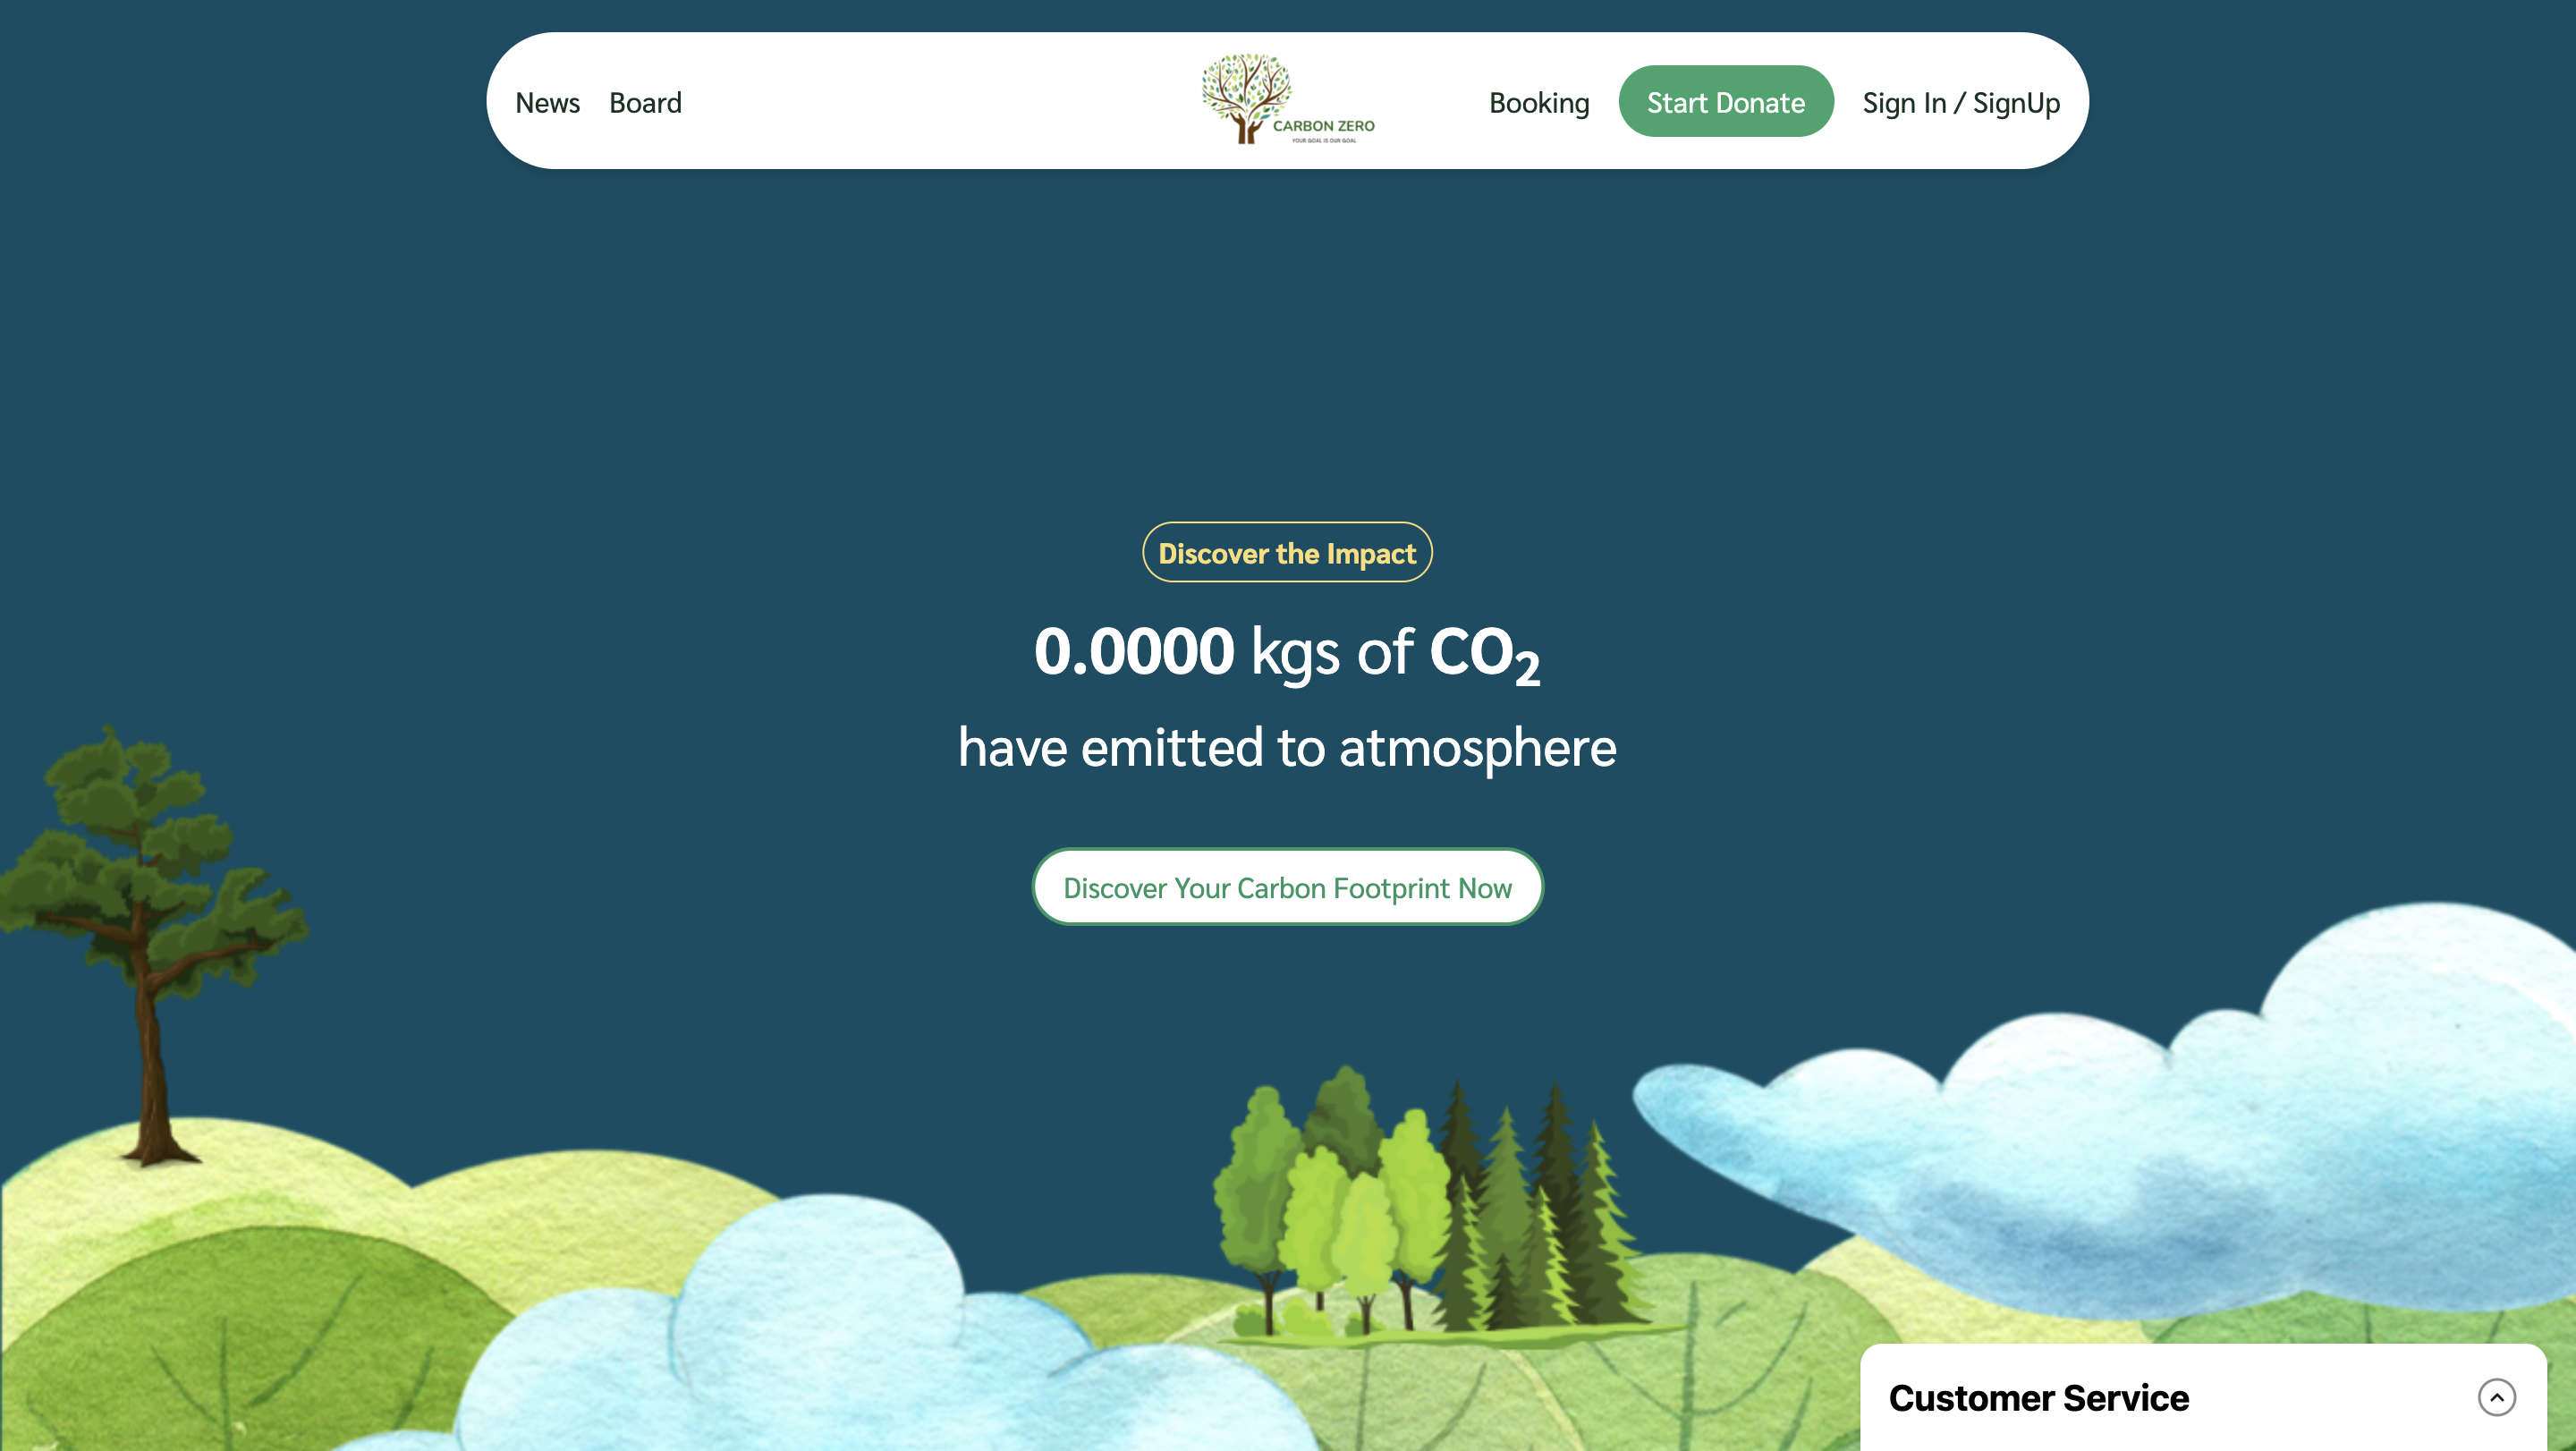 News Board
CARBON ZERO
YOUR GOAL IS OUR GOAL
Booking Start Donate Sign In / SignUp
Discover the Impact
0.0000 kgs of CO₂
have emitted to atmosphere
Discover Your Carbon Footprint Now
Customer Service